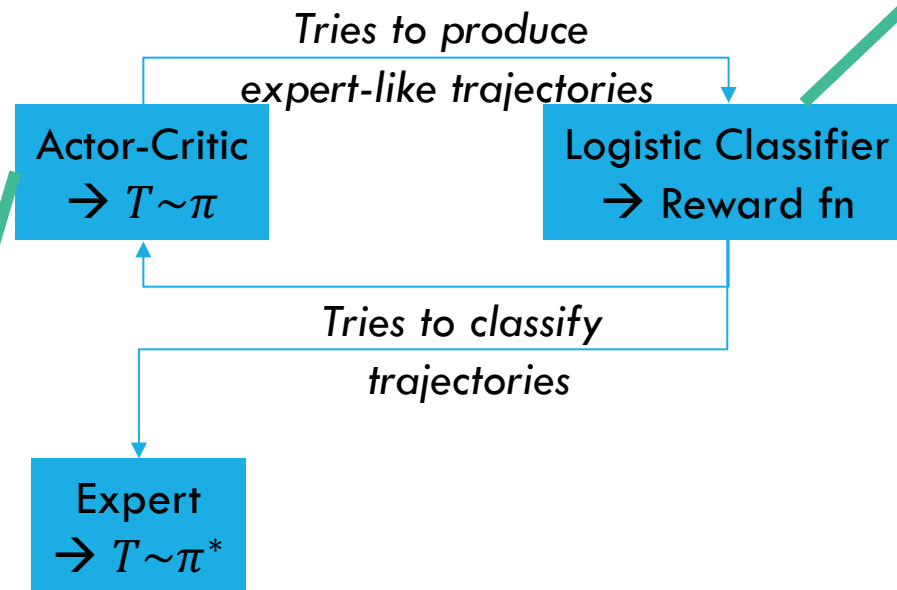 Tries to produce
expert-like trajectories
Actor-Critic
→ T~π
Logistic Classifier
→ Reward fn
Tries to classify
trajectories
Expert
→ T~π*